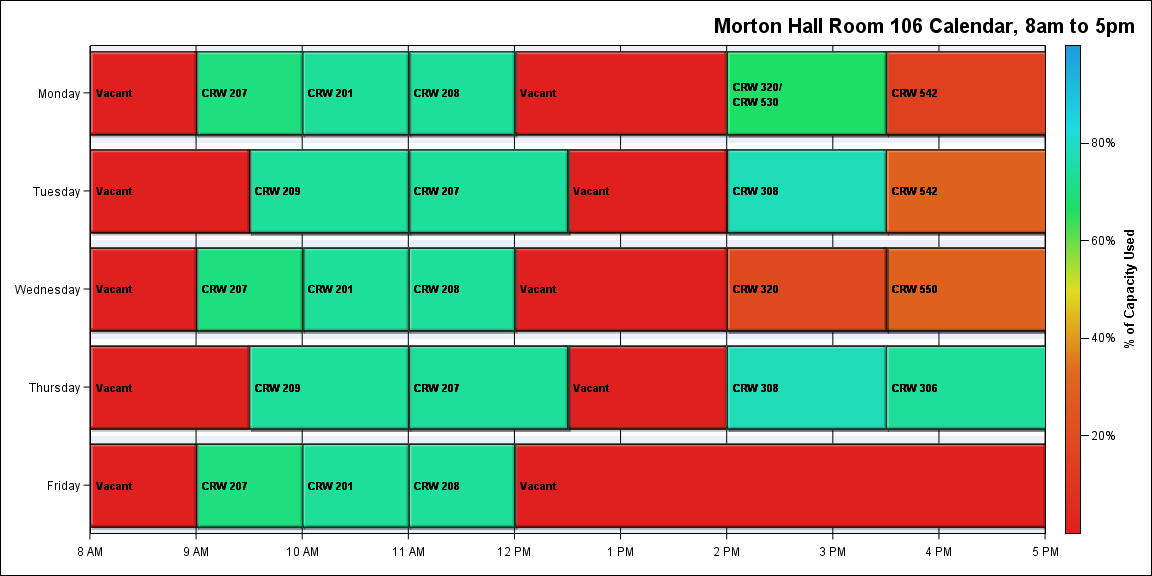 Morton Hall Room 106 Calendar, 8am to 5pm
Monday
Vacant
CRW 207
CRW 201
CRW 208
Vacant
CRW 320/
CRW 530
CRW 542
Tuesday
Vacant
CRW 209
CRW 207
Vacant
CRW 308
CRW 542
Wednesday
Vacant
CRW 207
CRW 201
CRW 208
Vacant
CRW 320
CRW 550
Thursday
Vacant
CRW 209
CRW 207
Vacant
CRW 308
CRW 306
Friday
Vacant
CRW 207
CRW 201
CRW 208
Vacant
8 AM
9 AM
10 AM
11 AM
12 PM
1 PM
2 PM
3 PM
4 PM
5 PM
80%
60%
40%
20%
% of Capacity Used